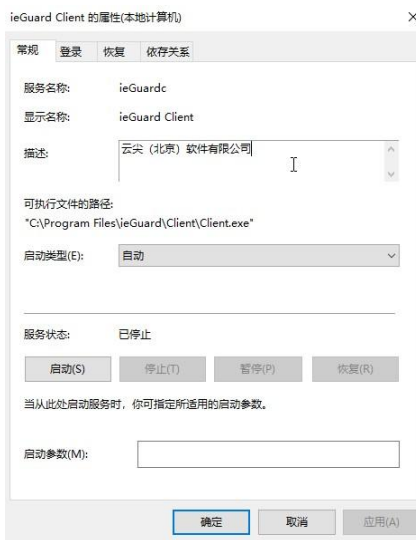 ieGuard Client 的属性(本地计算机)
常规 登录 恢复 依存关系
服务名称: ieGuardc
显示名称: ieGuard Client
描述: 云尖（北京）软件有限公司
可执行文件的路径:
"C:\Program Files\ieGuard\Client\Client.exe"
启动类型(E): 自动
服务状态: 已停止
启动(S) 停止(T) 暂停(P) 恢复(R)
当从此处启动服务时，你可指定所适用的启动参数。
启动参数(M):
确定 取消 应用(A)